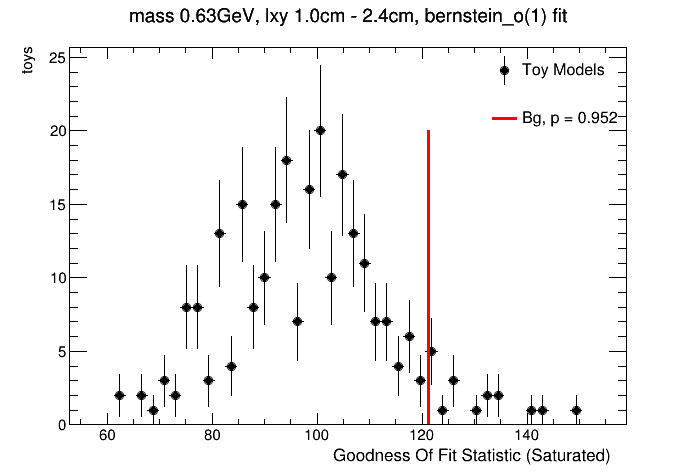 mass 0.63GeV, lxy 1.0cm - 2.4cm, bernstein_o(1) fit
toys
25
20
15
10
5
0
Toy Models
Bg, p = 0.952
60 80 100 120 140
Goodness Of Fit Statistic (Saturated)